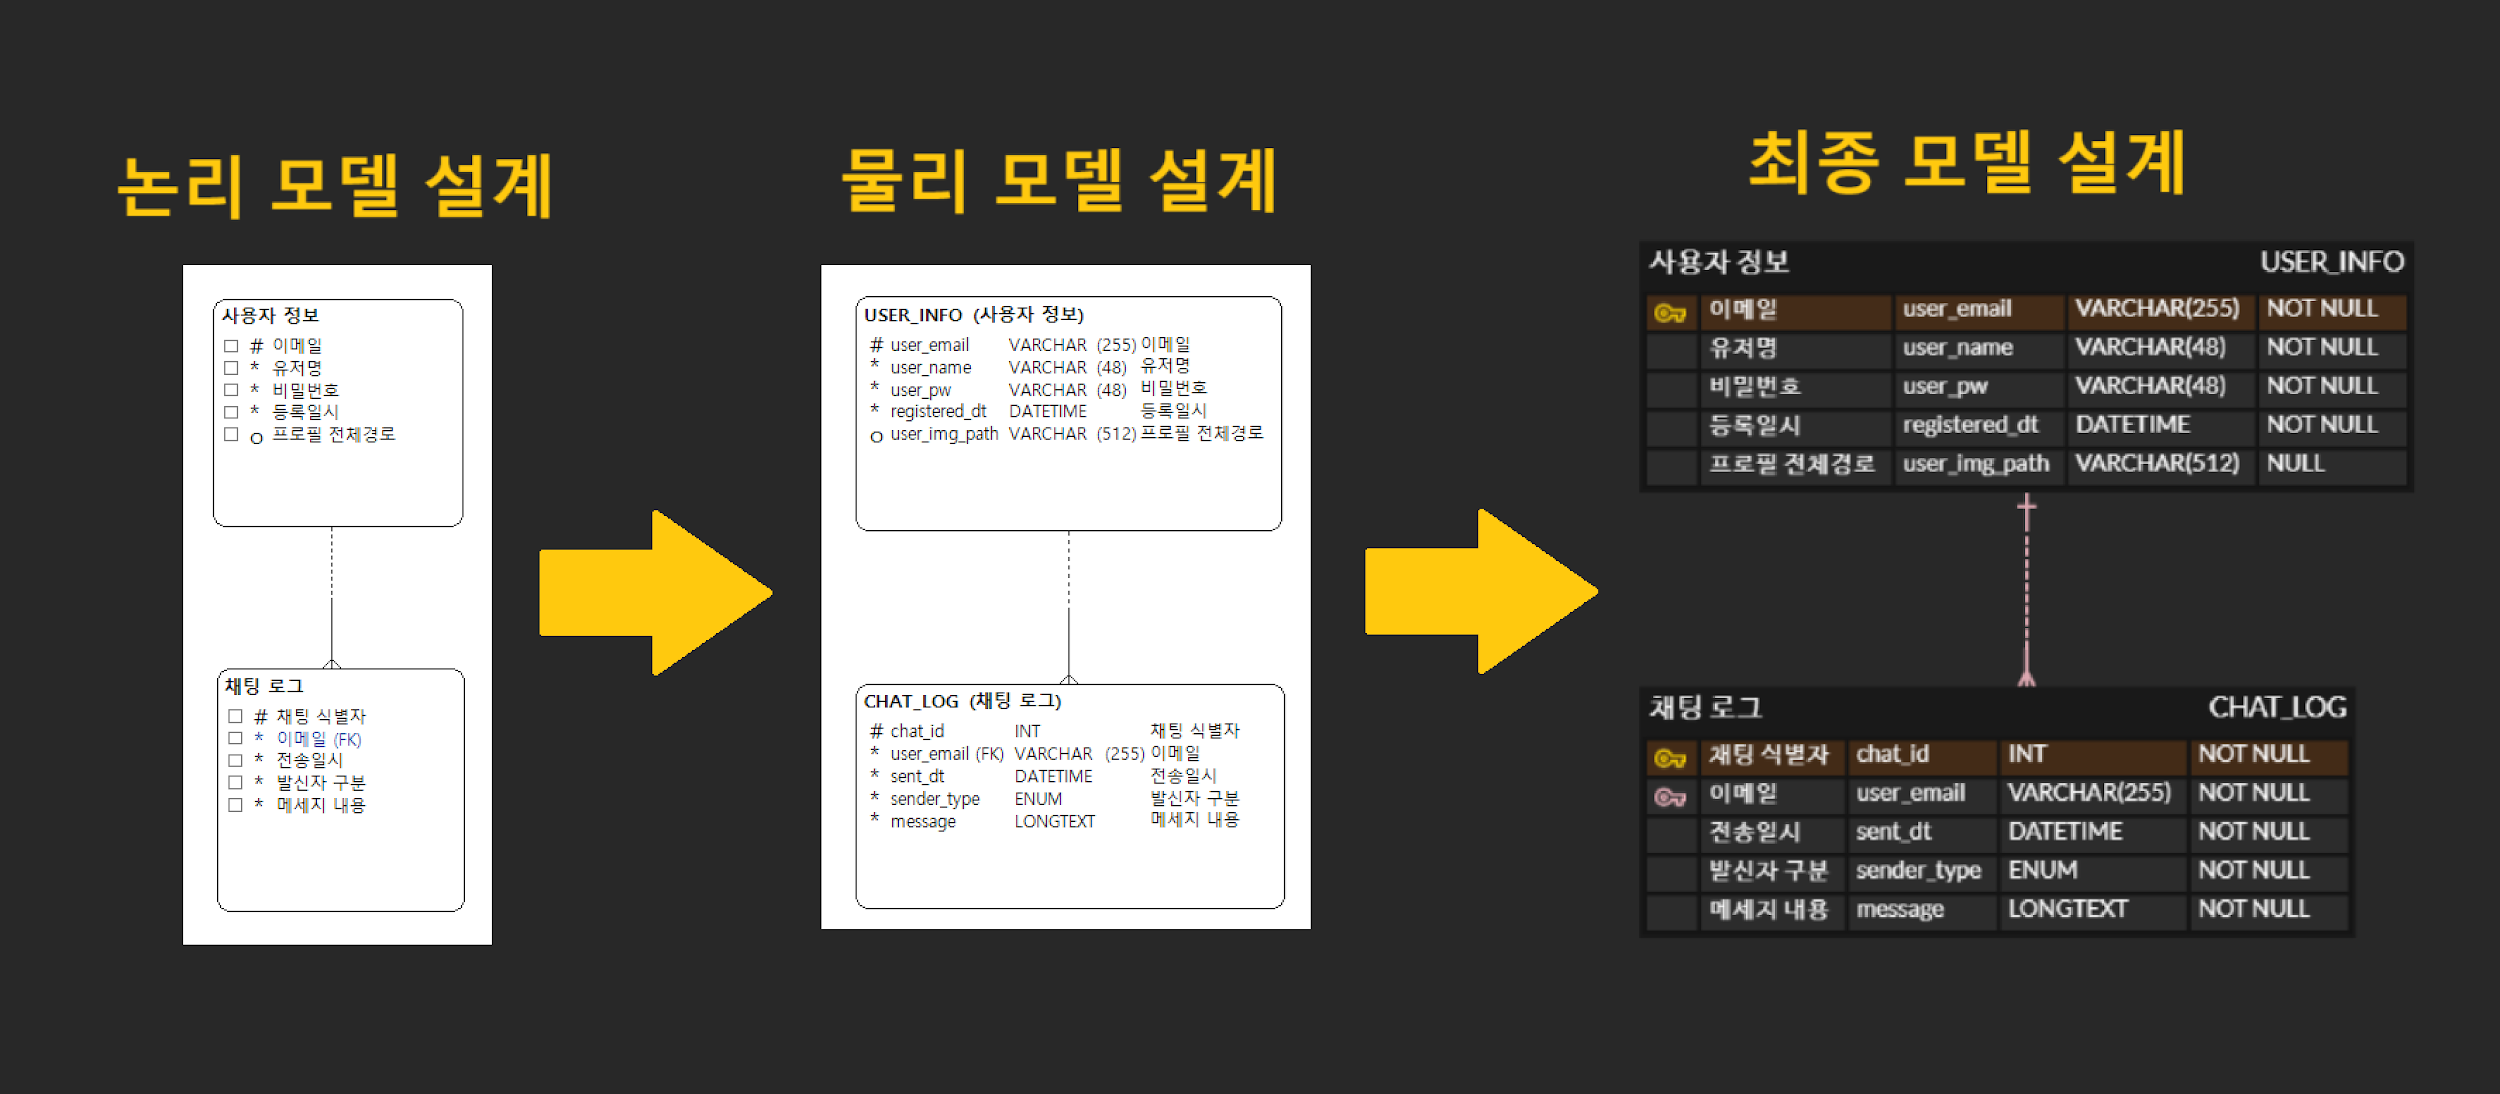 논리 모델 설계
사용자 정보
# 이메일
* 유저명
* 비밀번호
* 등록일시
o 프로필 전체경로
채팅 로그
# 채팅 식별자
* 이메일 (FK)
* 전송일시
* 발신자 구분
* 메세지 내용
물리 모델 설계
USER_INFO (사용자 정보)
# user_email VARCHAR (255) 이메일
* user_name VARCHAR (48) 유저명
* user_pw VARCHAR (48) 비밀번호
* registered_dt DATETIME 등록일시
o user_img_path VARCHAR (512) 프로필 전체경로
CHAT_LOG (채팅 로그)
# chat_id INT 채팅 식별자
* user_email (FK) VARCHAR (255) 이메일
* sent_dt DATETIME 전송일시
* sender_type ENUM 발신자 구분
* message LONGTEXT 메세지 내용
최종 모델 설계
사용자 정보 USER_INFO
이메일 user_email VARCHAR(255) NOT NULL
유저명 user_name VARCHAR(48) NOT NULL
비밀번호 user_pw VARCHAR(48) NOT NULL
등록일시 registered_dt DATETIME NOT NULL
프로필 전체경로 user_img_path VARCHAR(512) NULL
채팅 로그 CHAT_LOG
채팅 식별자 chat_id INT NOT NULL
이메일 user_email VARCHAR(255) NOT NULL
전송일시 sent_dt DATETIME NOT NULL
발신자 구분 sender_type ENUM NOT NULL
메세지 내용 message LONGTEXT NOT NULL